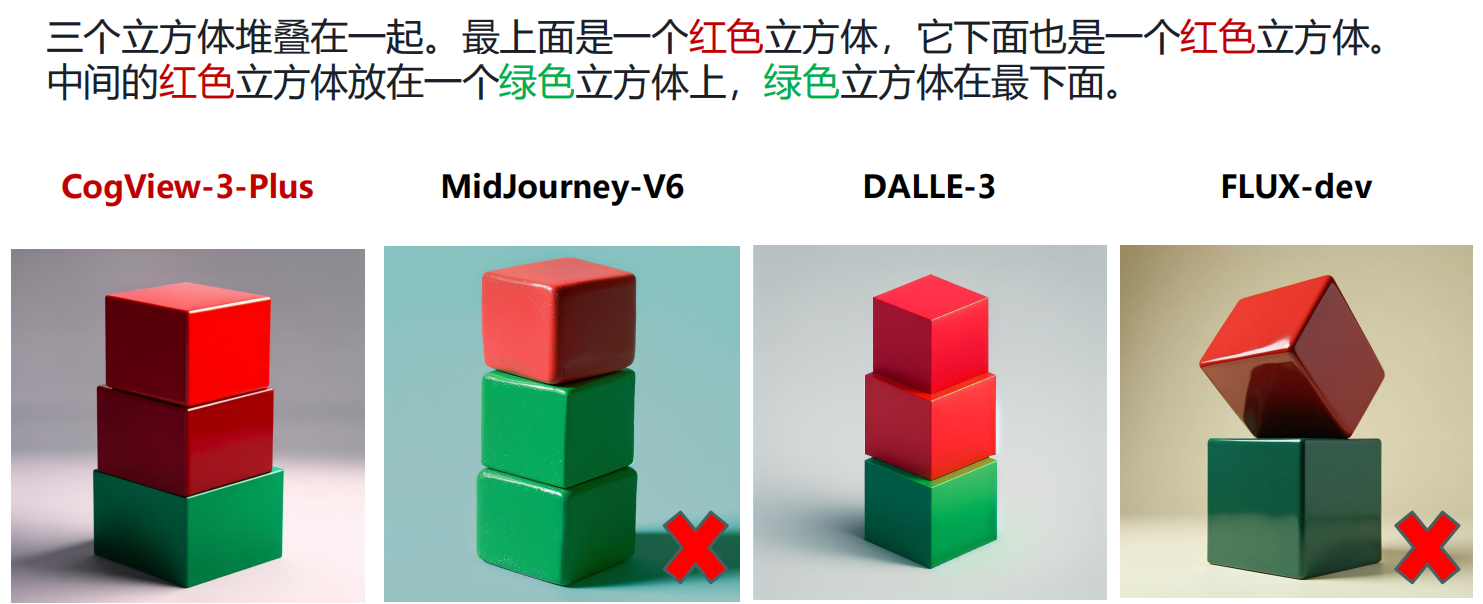 三个立方体堆叠在一起。最上面是一个红色立方体，它下面也是一个红色立方体。
中间的红色立方体放在一个绿色立方体上，绿色立方体在最下面。
CogView-3-Plus
MidJourney-V6
DALLE-3
FLUX-dev